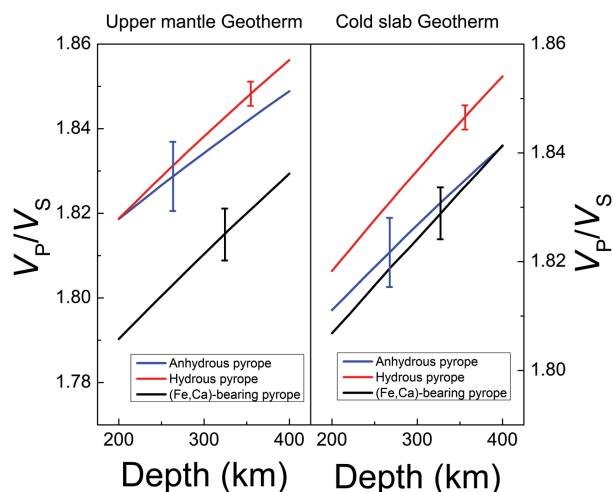 Upper mantle Geotherm
Cold slab Geotherm
1.86
1.84
1.82
1.80
1.78
VP/VS
Anhydrous pyrope
Hydrous pyrope
(Fe,Ca)-bearing pyrope
200
300
400
Depth (km)
Anhydrous pyrope
Hydrous pyrope
(Fe,Ca)-bearing pyrope
200
300
400
Depth (km)
1.86
1.84
1.82
1.80
VP/VS